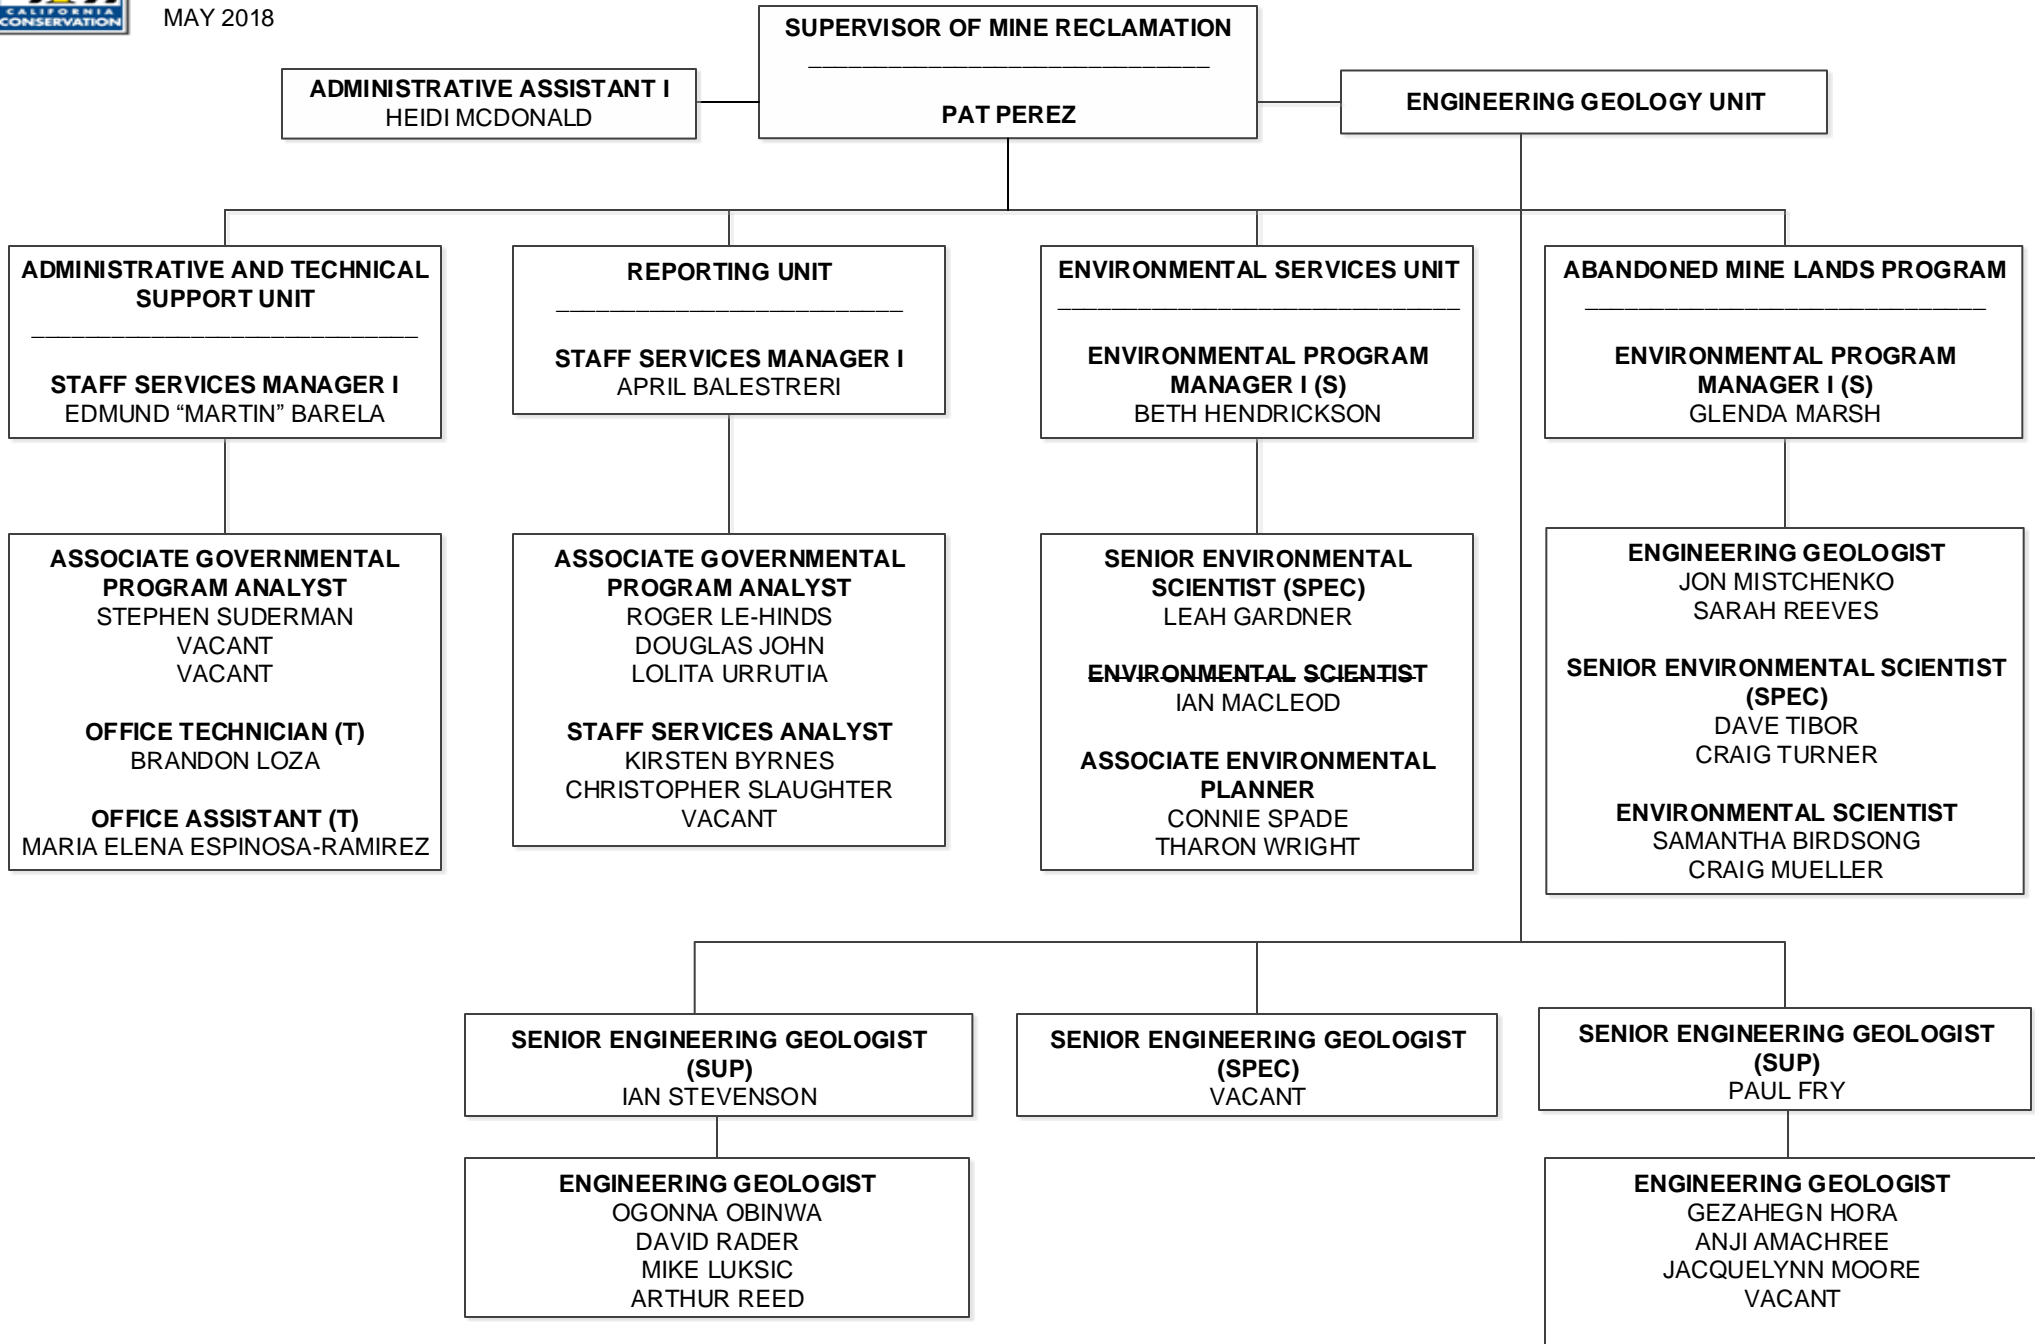 CALIFORNIA
CONSERVATION
MAY 2018
SUPERVISOR OF MINE RECLAMATION
PAT PEREZ
ADMINISTRATIVE ASSISTANT I
HEIDI MCDONALD
ENGINEERING GEOLOGY UNIT
ADMINISTRATIVE AND TECHNICAL
SUPPORT UNIT
STAFF SERVICES MANAGER I
EDMUND “MARTIN” BARELA
REPORTING UNIT
STAFF SERVICES MANAGER I
APRIL BALESTRERI
ENVIRONMENTAL SERVICES UNIT
ENVIRONMENTAL PROGRAM
MANAGER I (S)
BETH HENDRICKSON
ABANDONED MINE LANDS PROGRAM
ENVIRONMENTAL PROGRAM
MANAGER I (S)
GLENDA MARSH
ASSOCIATE GOVERNMENTAL
PROGRAM ANALYST
STEPHEN SUDERMAN
VACANT
VACANT
OFFICE TECHNICIAN (T)
BRANDON LOZA
OFFICE ASSISTANT (T)
MARIA ELENA ESPINOSA-RAMIREZ
ASSOCIATE GOVERNMENTAL
PROGRAM ANALYST
ROGER LE-HINDS
DOUGLAS JOHN
LOLITA URRUTIA
STAFF SERVICES ANALYST
KIRSTEN BYRNES
CHRISTOPHER SLAUGHTER
VACANT
SENIOR ENVIRONMENTAL
SCIENTIST (SPEC)
LEAH GARDNER
ENVIRONMENTAL SCIENTIST
IAN MACLEOD
ASSOCIATE ENVIRONMENTAL
PLANNER
CONNIE SPADE
THARON WRIGHT
ENGINEERING GEOLOGIST
JON MISTCHENKO
SARAH REEVES
SENIOR ENVIRONMENTAL SCIENTIST
(SPEC)
DAVE TIBOR
CRAIG TURNER
ENVIRONMENTAL SCIENTIST
SAMANTHA BIRDSONG
CRAIG MUELLER
SENIOR ENGINEERING GEOLOGIST
(SUP)
IAN STEVENSON
SENIOR ENGINEERING GEOLOGIST
(SPEC)
VACANT
SENIOR ENGINEERING GEOLOGIST
(SUP)
PAUL FRY
ENGINEERING GEOLOGIST
OGONNA OBINWA
DAVID RADER
MIKE LUKSIC
ARTHUR REED
ENGINEERING GEOLOGIST
GEZAHEGN HORA
ANJI AMACHREE
JACQUELYNN MOORE
VACANT